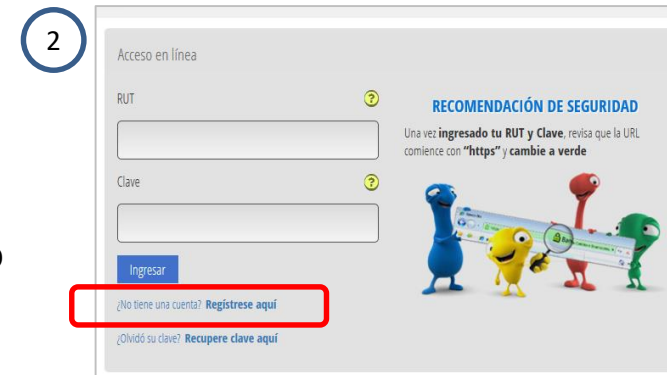 2
Acceso en línea
RUT
?
RECOMENDACIÓN DE SEGURIDAD
Una vez ingresado tu RUT y Clave, revisa que la URL
comience con “https” y cambie a verde
Clave
?
Ingresar
¿No tiene una cuenta? Regístrese aquí
¿Olvidó su clave? Recupere clave aquí